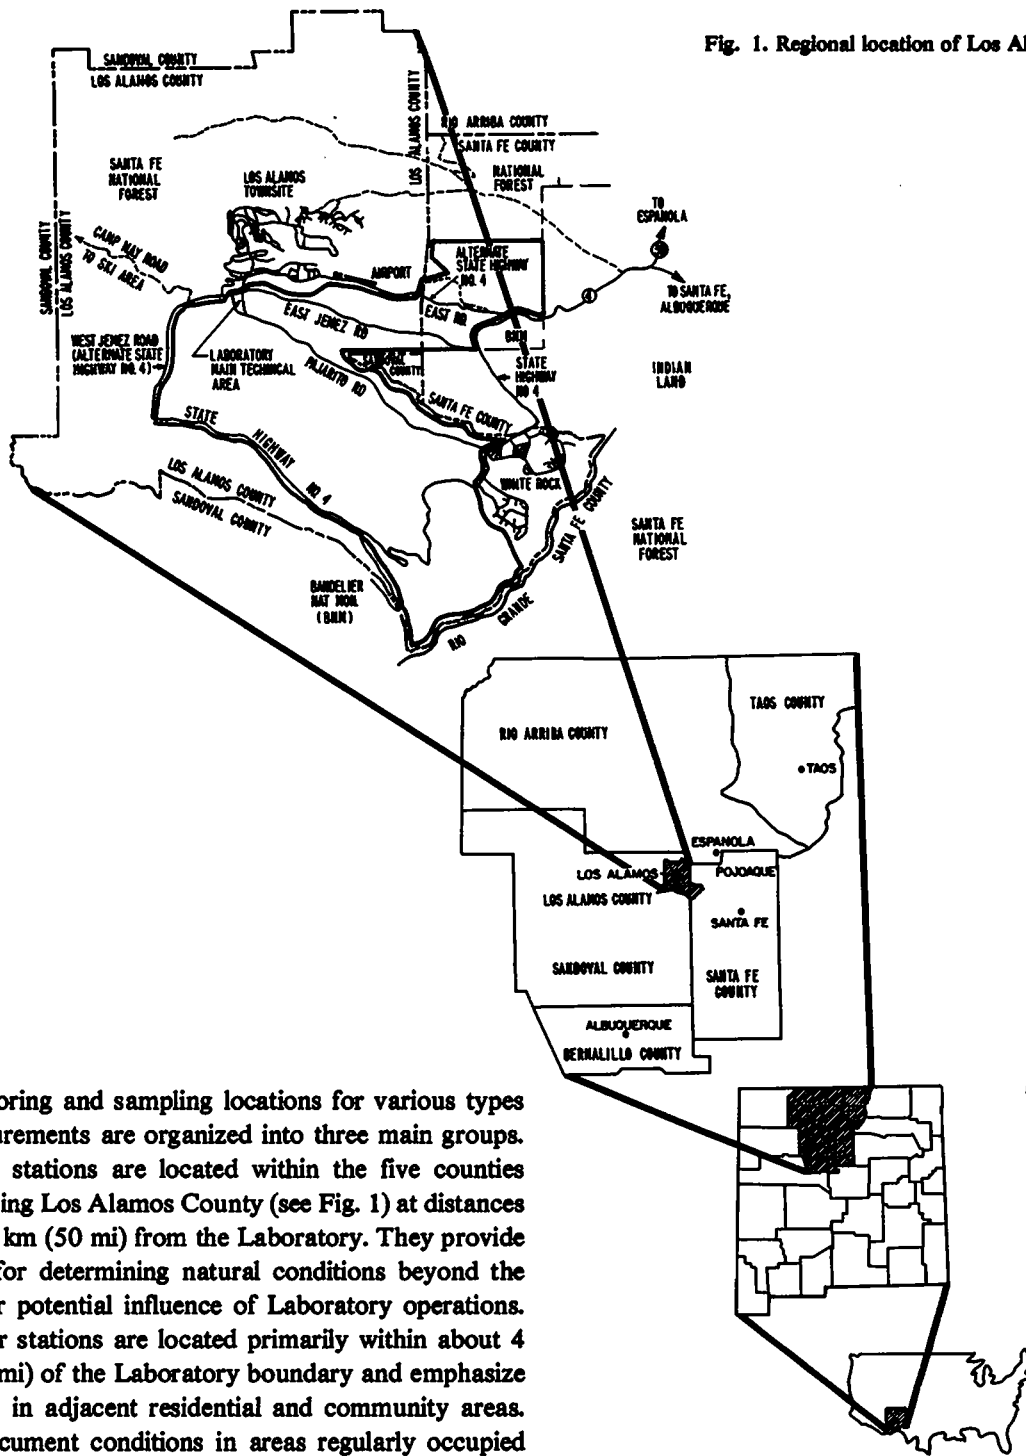 Fig. 1. Regional location of Los Al
SANDOVAL COUNTY
LOS ALAMOS COUNTY
LOS ALAMOS COUNTY
RIO ARRIBA COUNTY
SANTA FE COUNTY
SANTA FE
NATIONAL
FOREST
NATIONAL
FOREST
LOS ALAMOS
TOWNSITE
TO
ESPANOLA
SANDOVAL COUNTY
LOS ALAMOS COUNTY
CAMP MAY ROAD
TO SKI AREA
AIRPORT
ALTERNATE
STATE HIGHWAY
NO. 4
4
TO SANTA FE,
ALBUQUERQUE
EAST JEMEZ RD
EAST RD
BNM
WEST JEMEZ ROAD
(ALTERNATE STATE
HIGHWAY NO. 4)
LABORATORY
MAIN TECHNICAL
AREA
PAJARITO RD
COUNTY
STATE
HIGHWAY
NO 4
INDIAN
LAND
SANTA FE COUNTY
STATE
HIGHWAY
NO 4
LOS ALAMOS COUNTY
SANDOVAL COUNTY
WHITE ROCK
SANTA FE COUNTY
SANTA FE
NATIONAL
FOREST
BANDELIER
NAT MON
(BNM)
RIO
GRANDE
RIO ARRIBA COUNTY
TAOS COUNTY
TAOS
ESPANOLA
LOS ALAMOS
POJOAQUE
LOS ALAMOS COUNTY
SANTA FE
SANDOVAL COUNTY
SANTA FE
COUNTY
ALBUQUERQUE
BERNALILLO COUNTY
oring and sampling locations for various types
urements are organized into three main groups.
stations are located within the five counties
ing Los Alamos County (see Fig. 1) at distances
km (50 mi) from the Laboratory. They provide
for determining natural conditions beyond the
r potential influence of Laboratory operations.
r stations are located primarily within about 4
mi) of the Laboratory boundary and emphasize
in adjacent residential and community areas.
cument conditions in areas regularly occupied